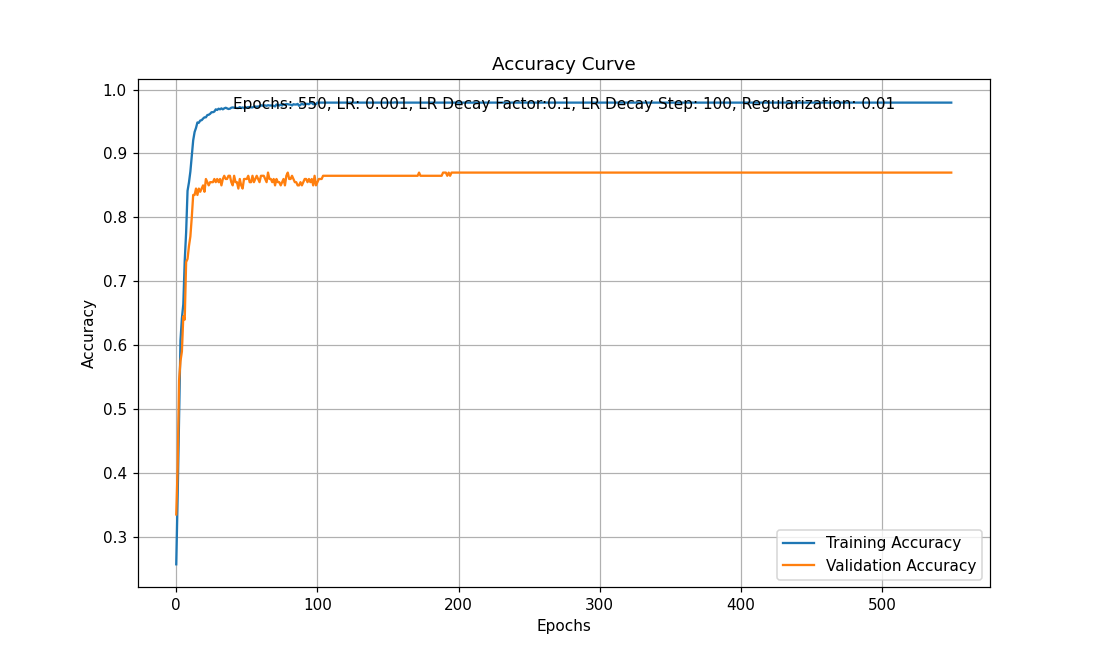 Accuracy Curve
Epochs: 550, LR: 0.001, LR Decay Factor:0.1, LR Decay Step: 100, Regularization: 0.01
1.0
0.9
0.8
0.7
0.6
0.5
0.4
0.3
Accuracy
Training Accuracy
Validation Accuracy
0 100 200 300 400 500
Epochs